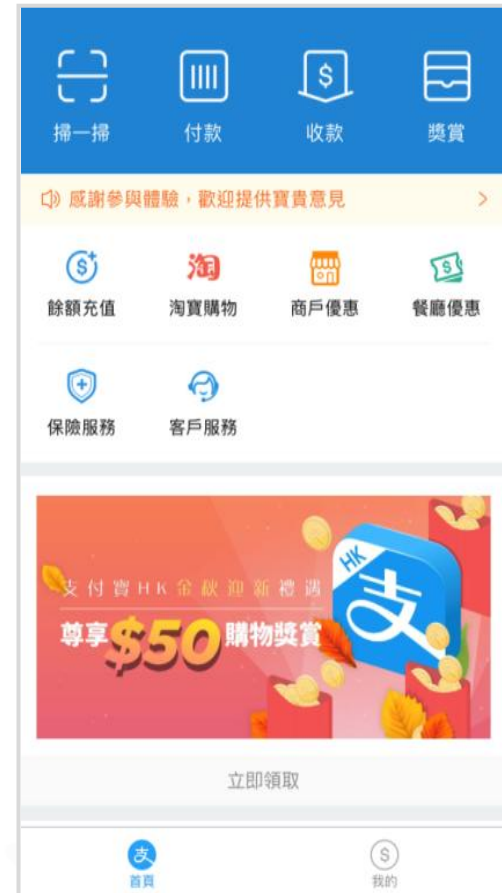 掃一掃 付款 收款 獎賞
感謝參與體驗，歡迎提供寶貴意見
餘額充值 淘寶購物 商戶優惠 餐廳優惠
保險服務 客戶服務
支付寶HK金秋迎新禮遇
尊享$50購物獎賞
HK
支
立即領取
首頁 我的